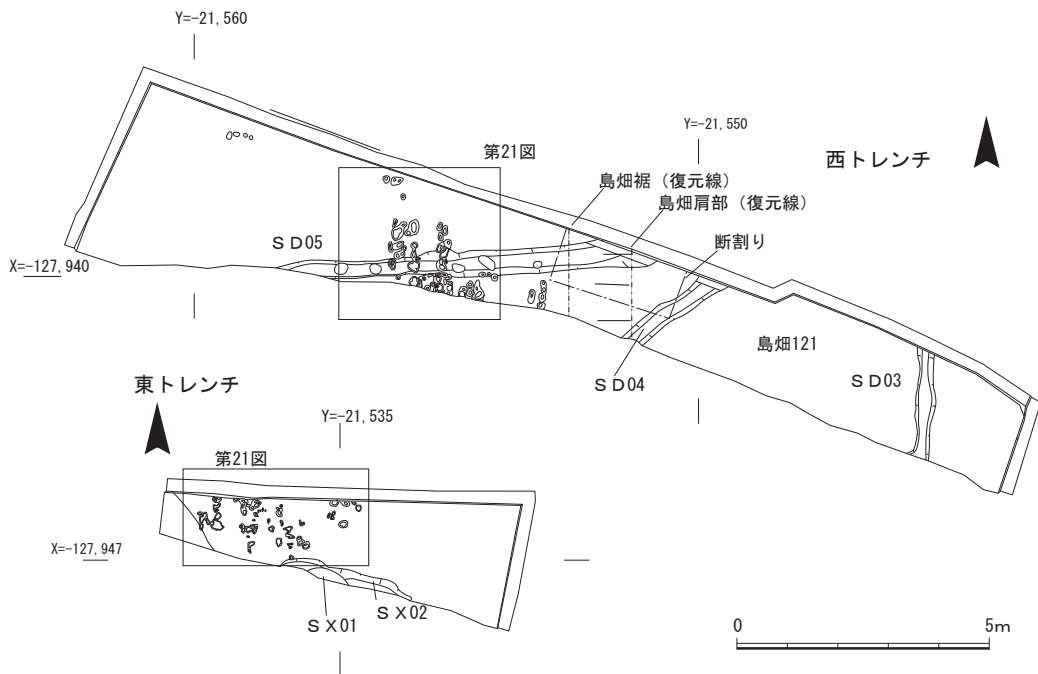 Y=-21,560
Y=-21,550
西トレンチ
第21図
島畑裾（復元線）
島畑肩部（復元線）
断割り
ＳＤ05
X=-127,940
島畑121
ＳＤ04
ＳＤ03
東トレンチ
Y=-21,535
第21図
X=-127,947
ＳＸ02
ＳＸ01
0
5m